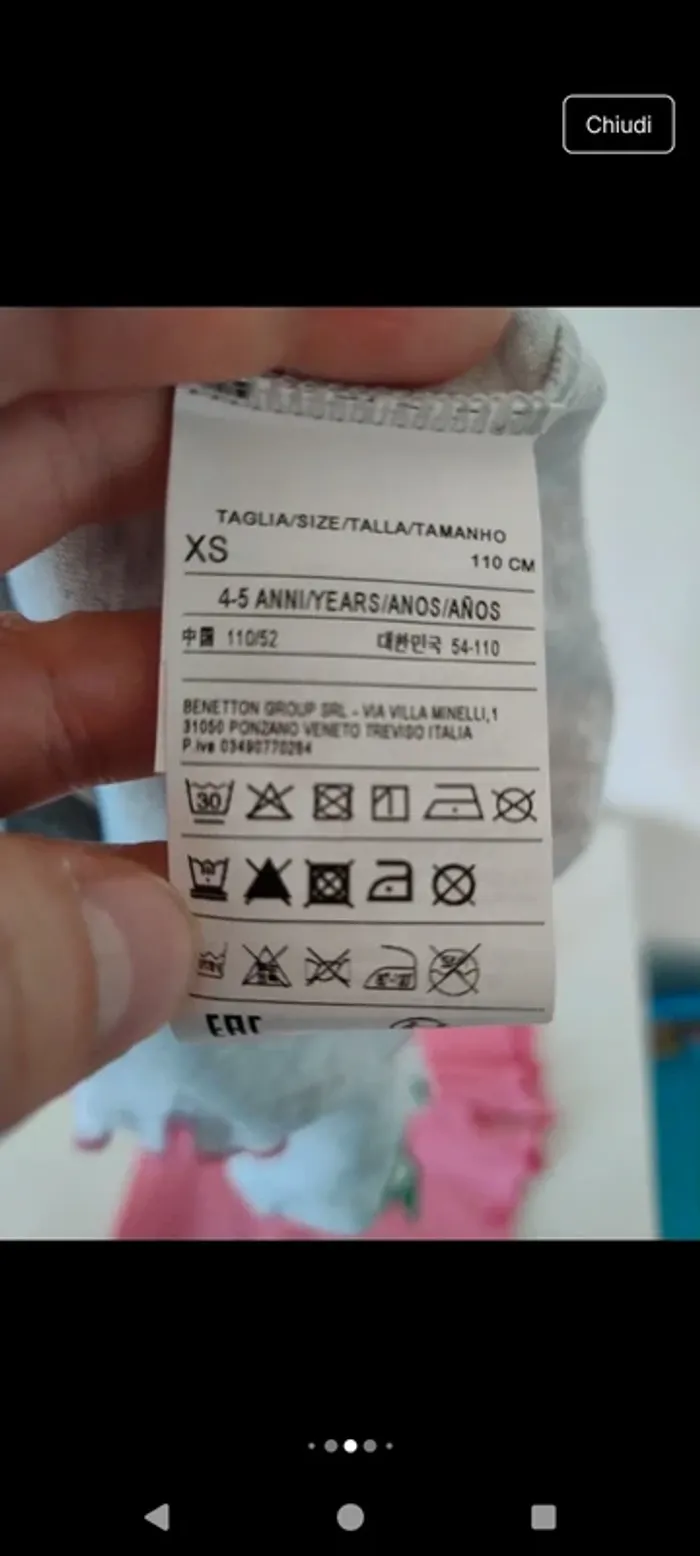 Chiudi
TAGLIA/SIZE/TALLA/TAMANHO
XS 110 CM
4-5 ANNI/YEARS/ANOS/AÑOS
中国 110/52 대한민국 54-110
BENETTON GROUP SRL - VIA VILLA MINELLI,1
31050 PONZANO VENETO TREVISO ITALIA
P.iva 03490770264
30
EAC